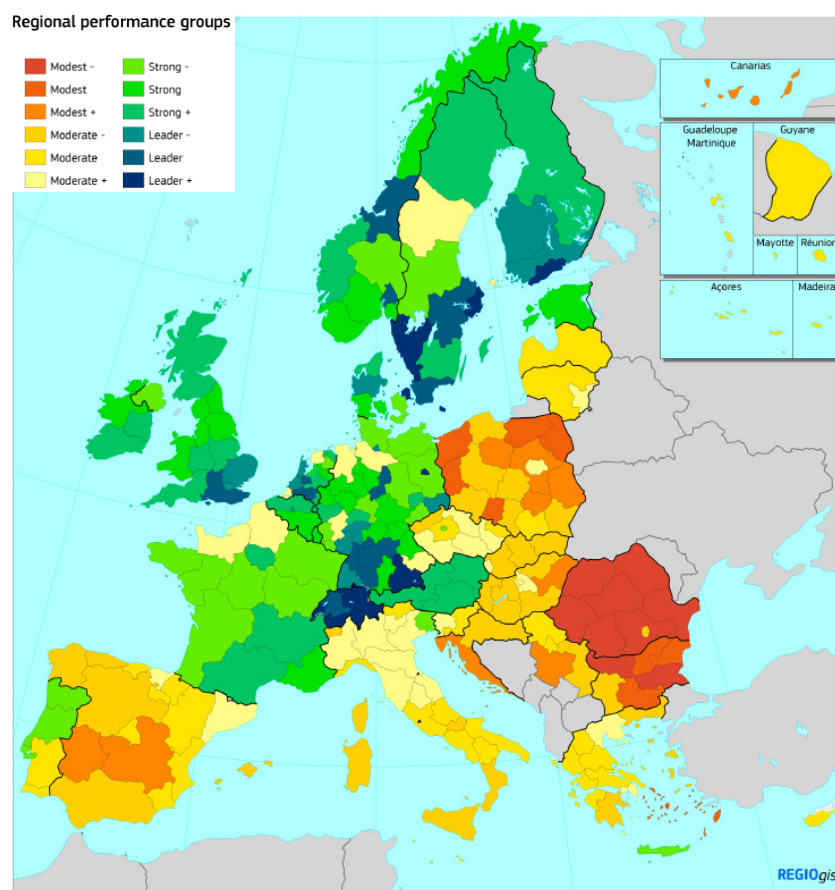 Regional performance groups
Modest -
Modest
Modest +
Moderate -
Moderate
Moderate +
Strong -
Strong
Strong +
Leader -
Leader
Leader +
Canarias
Guadeloupe
Martinique
Guyane
Mayotte
Réunion
Açores
Madeira
REGIOgis